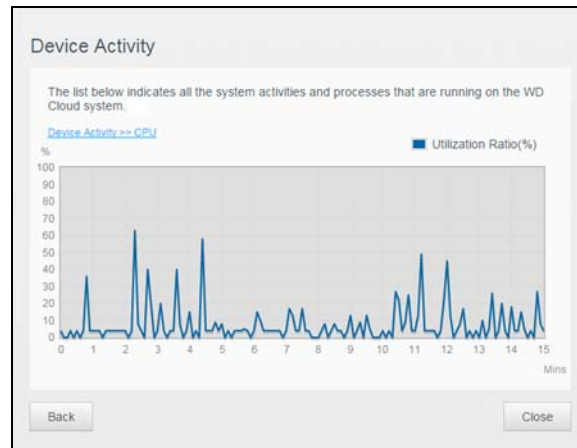 Device Activity
The list below indicates all the system activities and processes that are running on the WD
Cloud system.
Device Activity >> CPU
Utilization Ratio(%)
%
100
90
80
70
60
50
40
30
20
10
0
0 1 2 3 4 5 6 7 8 9 10 11 12 13 14 15
Mins
Back Close